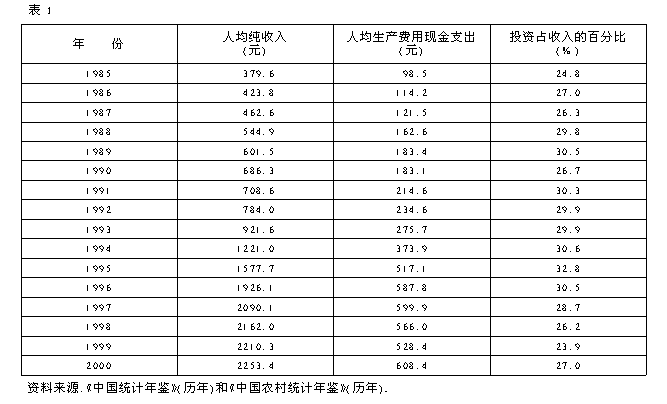 表 1
年 份 人均纯收入(元) 人均生产费用现金支出(元) 投资占收入的百分比(%)
1985 379.6 98.5 24.8
1986 423.8 114.2 27.0
1987 462.6 121.5 26.3
1988 544.9 162.6 29.8
1989 601.5 183.4 30.5
1990 686.3 183.1 26.7
1991 708.6 214.6 30.3
1992 784.0 234.6 29.9
1993 921.6 275.7 29.9
1994 1221.0 373.9 30.6
1995 1577.7 517.1 32.8
1996 1926.1 587.8 30.5
1997 2090.1 599.9 28.7
1998 2162.0 566.0 26.2
1999 2210.3 528.4 23.9
2000 2253.4 608.4 27.0
资料来源.《中国统计年鉴》(历年)和《中国农村统计年鉴》(历年).